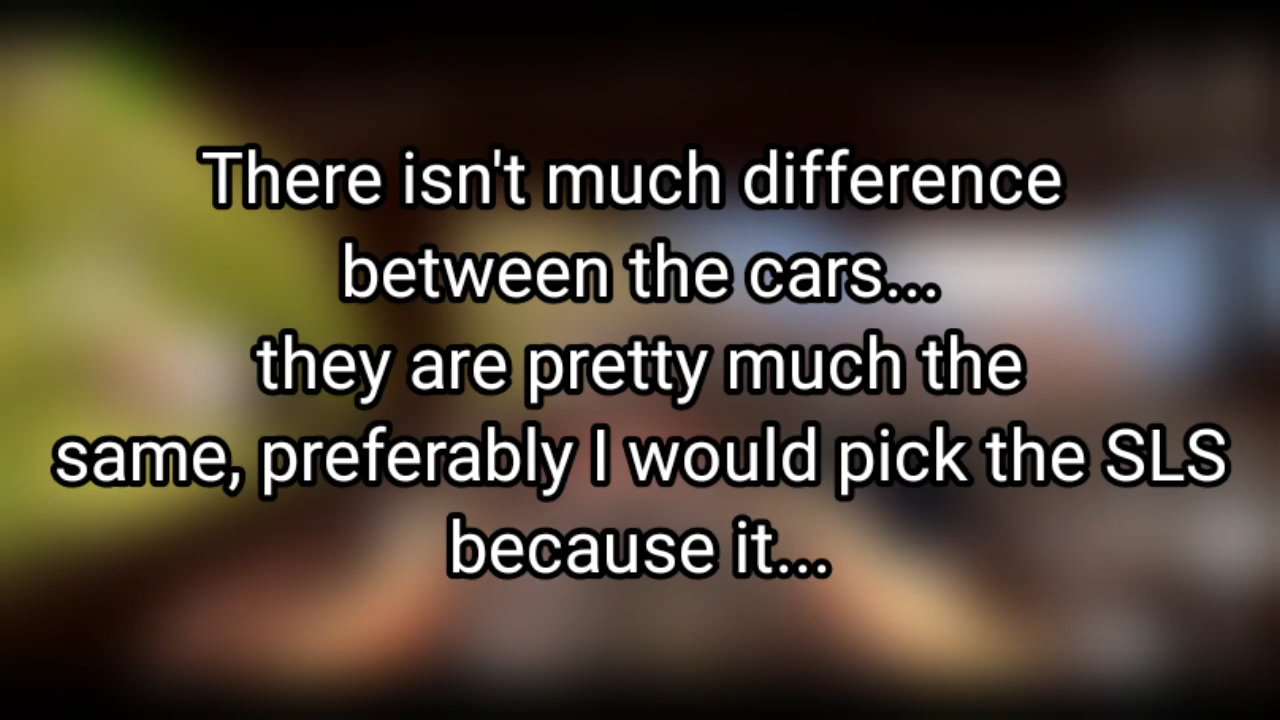 There isn't much difference
between the cars...
they are pretty much the
same, preferably I would pick the SLS
because it...